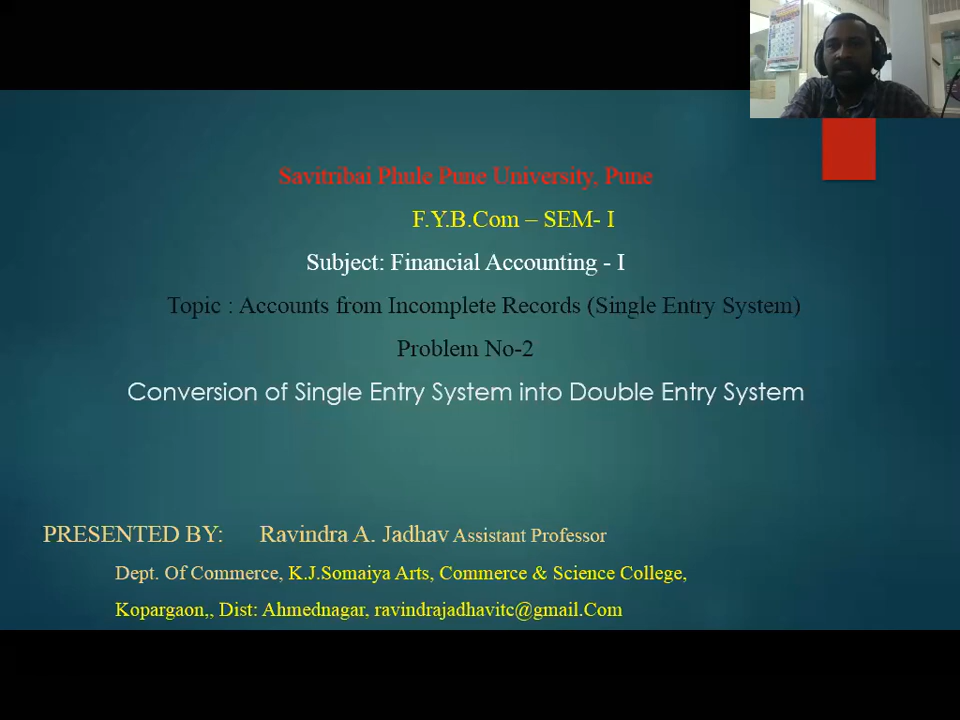 Savitribai Phule Pune University, Pune
F.Y.B.Com – SEM- I
Subject: Financial Accounting - I
Topic : Accounts from Incomplete Records (Single Entry System)
Problem No-2
Conversion of Single Entry System into Double Entry System
PRESENTED BY: Ravindra A. Jadhav Assistant Professor
Dept. Of Commerce, K.J.Somaiya Arts, Commerce & Science College,
Kopargaon,, Dist: Ahmednagar, ravindrajadhavitc@gmail.Com